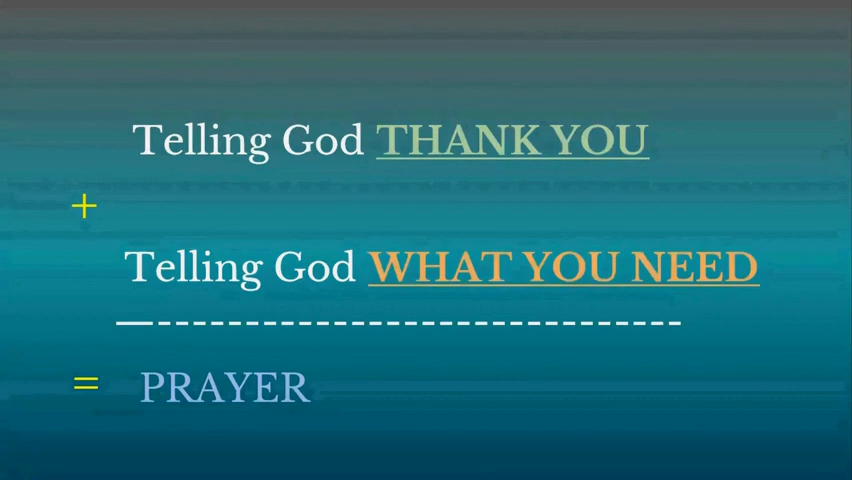 Telling God THANK YOU
+
Telling God WHAT YOU NEED
—-----------------------------
= PRAYER